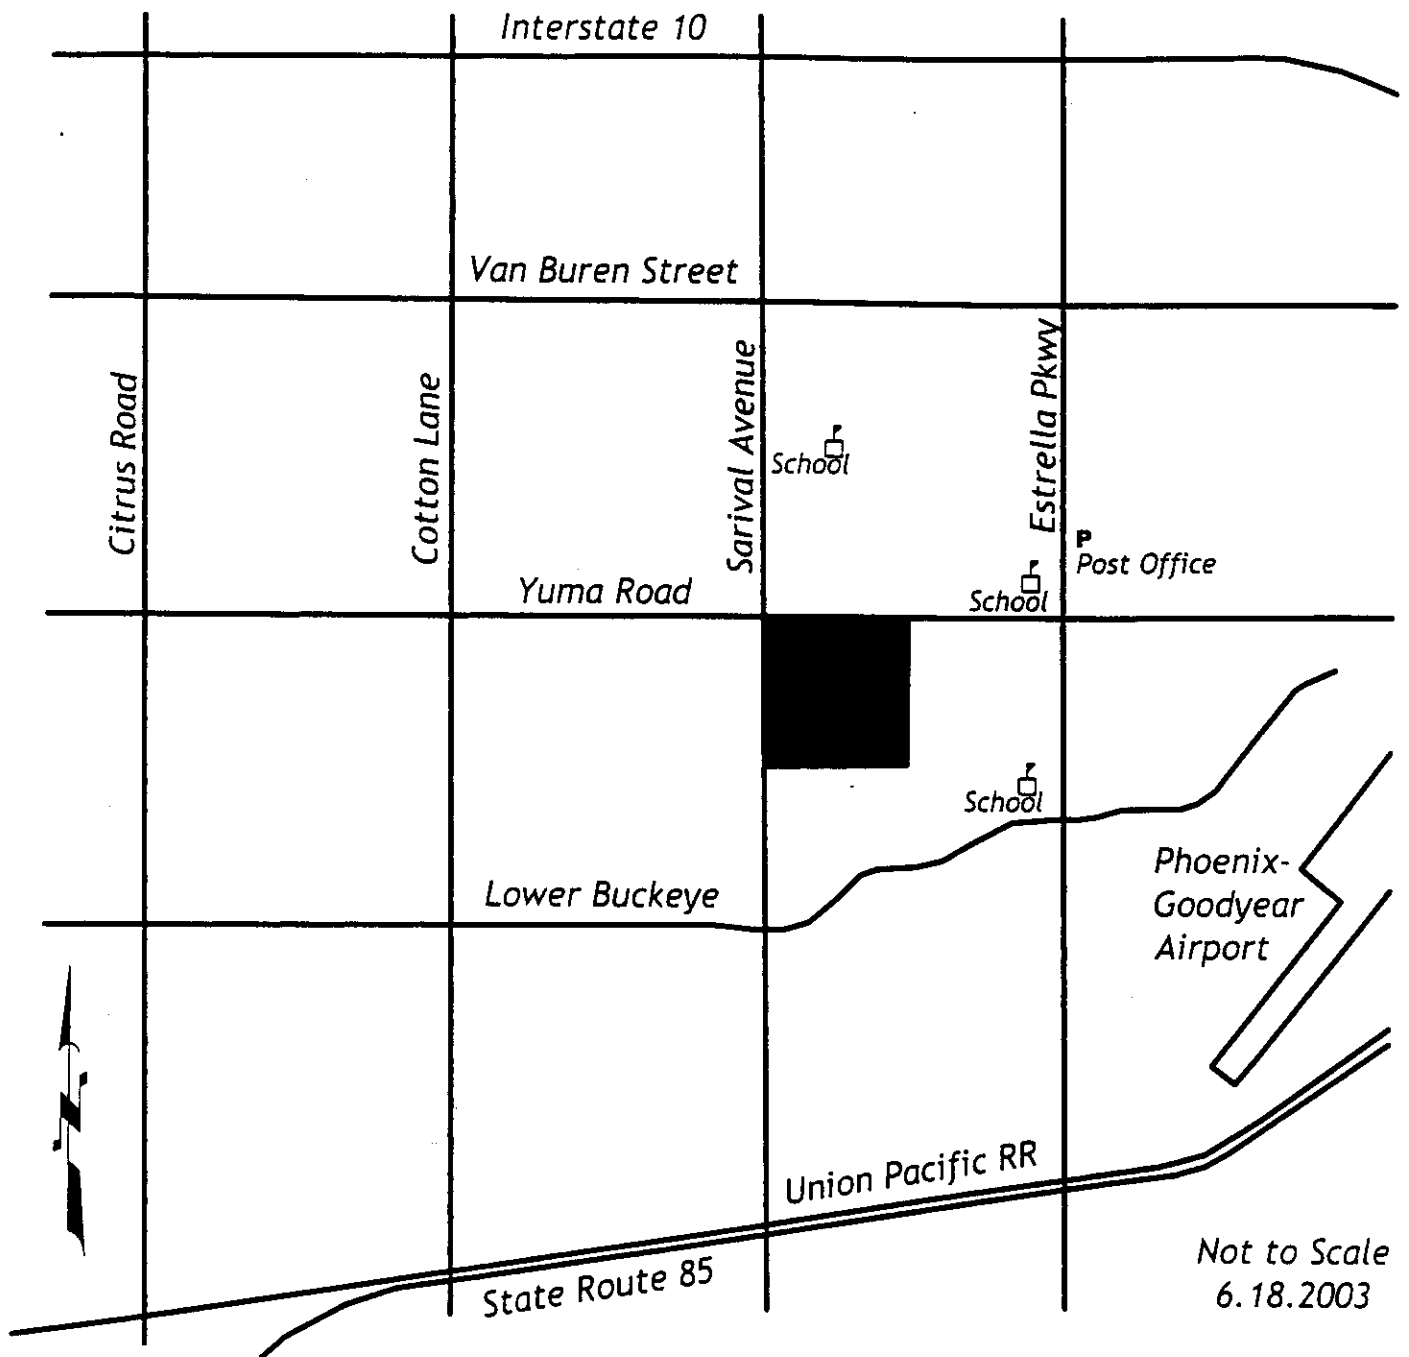 Interstate 10
Van Buren Street
Citrus Road
Cotton Lane
Sarival Avenue
Estrella Pkwy
School
P
Post Office
School
Yuma Road
School
Lower Buckeye
Phoenix-
Goodyear
Airport
N
Union Pacific RR
State Route 85
Not to Scale
6.18.2003